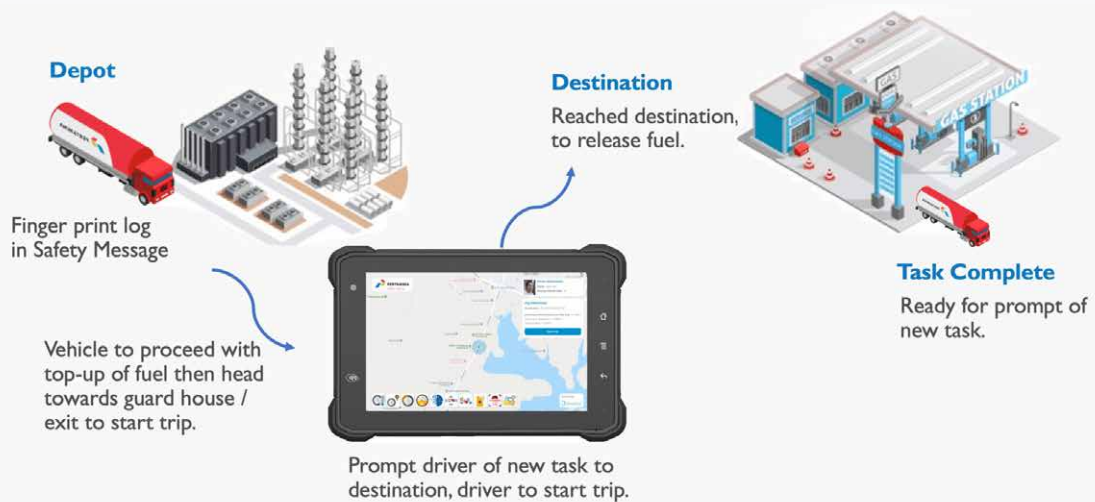 Depot
Finger print log
in Safety Message
Vehicle to proceed with
top-up of fuel then head
towards guard house /
exit to start trip.
PERTAMINA
Prompt driver of new task to
destination, driver to start trip.
Destination
Reached destination,
to release fuel.
GAS
GAS STATION
Task Complete
Ready for prompt of
new task.